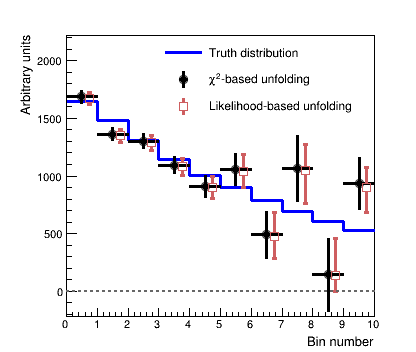 Arbitrary units
2000
1500
1000
500
0
Truth distribution
χ²-based unfolding
Likelihood-based unfolding
0 1 2 3 4 5 6 7 8 9 10
Bin number